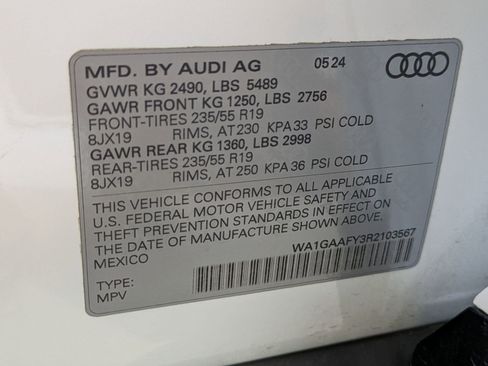 MFD. BY AUDI AG 05 24
GVWR KG 2490, LBS 5489
GAWR FRONT KG 1250, LBS 2756
FRONT-TIRES 235/55 R19
8JX19 RIMS, AT 230 KPA 33 PSI COLD
GAWR REAR KG 1360, LBS 2998
REAR-TIRES 235/55 R19
8JX19 RIMS, AT 250 KPA 36 PSI COLD
THIS VEHICLE CONFORMS TO ALL APPLICABLE
U.S. FEDERAL MOTOR VEHICLE SAFETY AND
THEFT PREVENTION STANDARDS IN EFFECT ON
THE DATE OF MANUFACTURE SHOWN ABOVE.
MEXICO
WA1GAAFY3R2103567
TYPE:
MPV